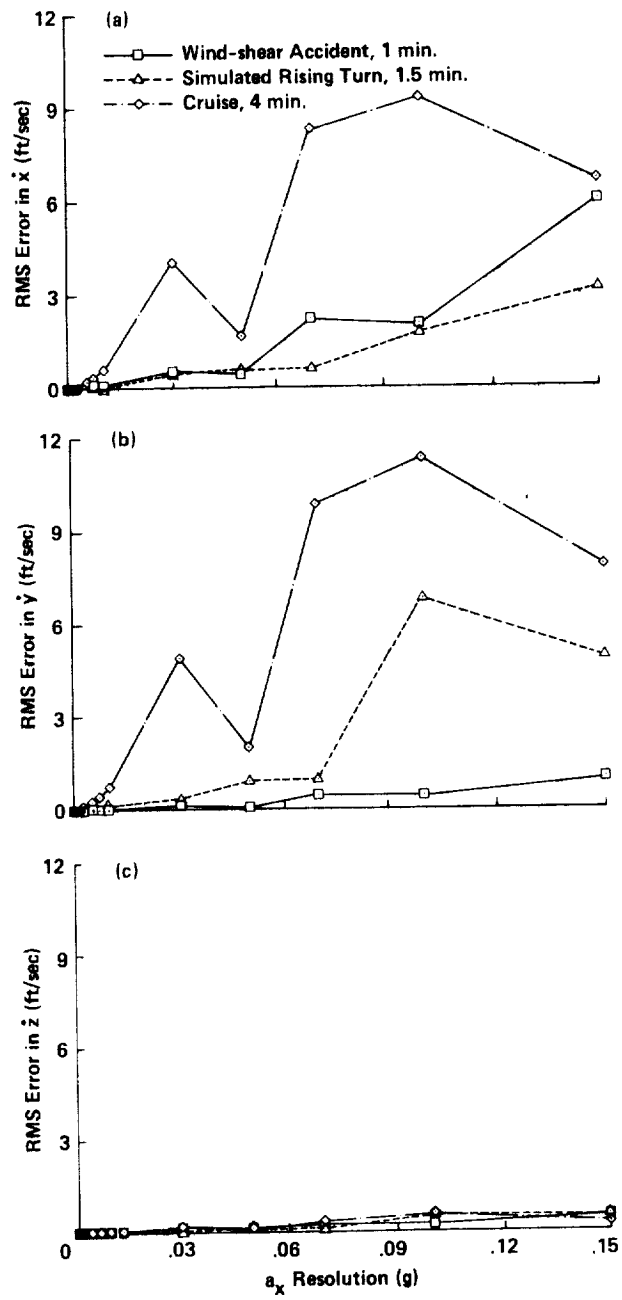 12
(a)
Wind-shear Accident, 1 min.
Simulated Rising Turn, 1.5 min.
Cruise, 4 min.
9
6
3
0
RMS Error in ẋ (ft/sec)
12
(b)
9
6
3
0
RMS Error in ẏ (ft/sec)
12
(c)
9
6
3
RMS Error in ż (ft/sec)
0 .03 .06 .09 .12 .15
aₓ Resolution (g)